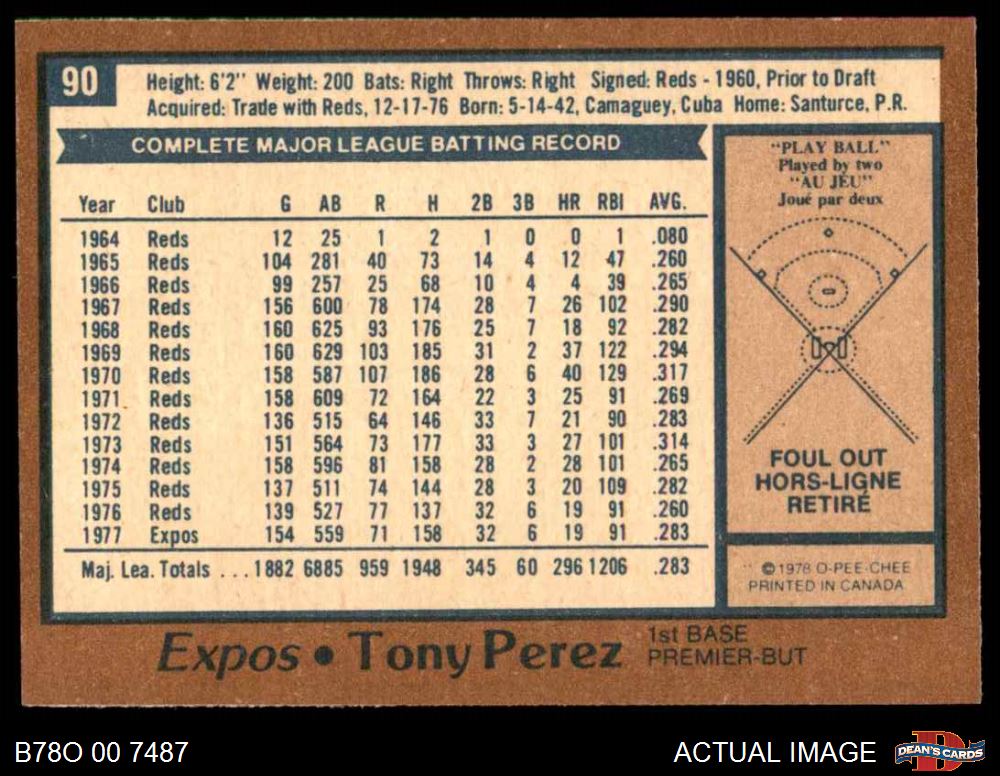 90
Height: 6'2" Weight: 200 Bats: Right Throws: Right Signed: Reds - 1960, Prior to Draft
Acquired: Trade with Reds, 12-17-76 Born: 5-14-42, Camaguey, Cuba Home: Santurce, P.R.
COMPLETE MAJOR LEAGUE BATTING RECORD
Year Club G AB R H 2B 3B HR RBI AVG.
1964 Reds 12 25 1 2 1 0 0 1 .080
1965 Reds 104 281 40 73 14 4 12 47 .260
1966 Reds 99 257 25 68 10 4 4 39 .265
1967 Reds 156 600 78 174 28 7 26 102 .290
1968 Reds 160 625 93 176 25 7 18 92 .282
1969 Reds 160 629 103 185 31 2 37 122 .294
1970 Reds 158 587 107 186 28 6 40 129 .317
1971 Reds 158 609 72 164 22 3 25 91 .269
1972 Reds 136 515 64 146 33 7 21 90 .283
1973 Reds 151 564 73 177 33 3 27 101 .314
1974 Reds 158 596 81 158 28 2 28 101 .265
1975 Reds 137 511 74 144 28 3 20 109 .282
1976 Reds 139 527 77 137 32 6 19 91 .260
1977 Expos 154 559 71 158 32 6 19 91 .283
Maj. Lea. Totals ... 1882 6885 959 1948 345 60 296 1206 .283
"PLAY BALL"
Played by two
"AU JEU"
Joué par deux
FOUL OUT
HORS-LIGNE
RETIRÉ
©1978 O-PEE-CHEE
PRINTED IN CANADA
Expos • Tony Perez
1st BASE
PREMIER-BUT
B78O 00 7487
ACTUAL IMAGE
DEAN'S CARDS